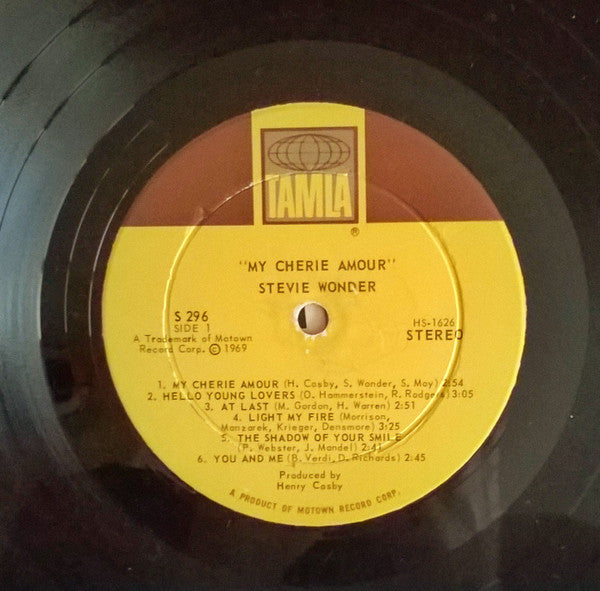 TAMLA
®
"MY CHERIE AMOUR"
STEVIE WONDER
S 296
SIDE 1
A Trademark of Motown
Record Corp. © 1969
HS-1626
STEREO
1. MY CHERIE AMOUR (H. Cosby, S. Wonder, S. Moy) 2:54
2. HELLO YOUNG LOVERS (O. Hammerstein, R. Rodgers) 3:05
3. AT LAST (M. Gordon, H. Warren) 2:51
4. LIGHT MY FIRE (Morrison,
Manzarek, Krieger, Densmore) 3:25
5. THE SHADOW OF YOUR SMILE
(P. Webster, J. Mandel) 2:41
6. YOU AND ME (B. Verdi, D. Richards) 2:45
Produced by
Henry Cosby
A PRODUCT OF MOTOWN RECORD CORP.